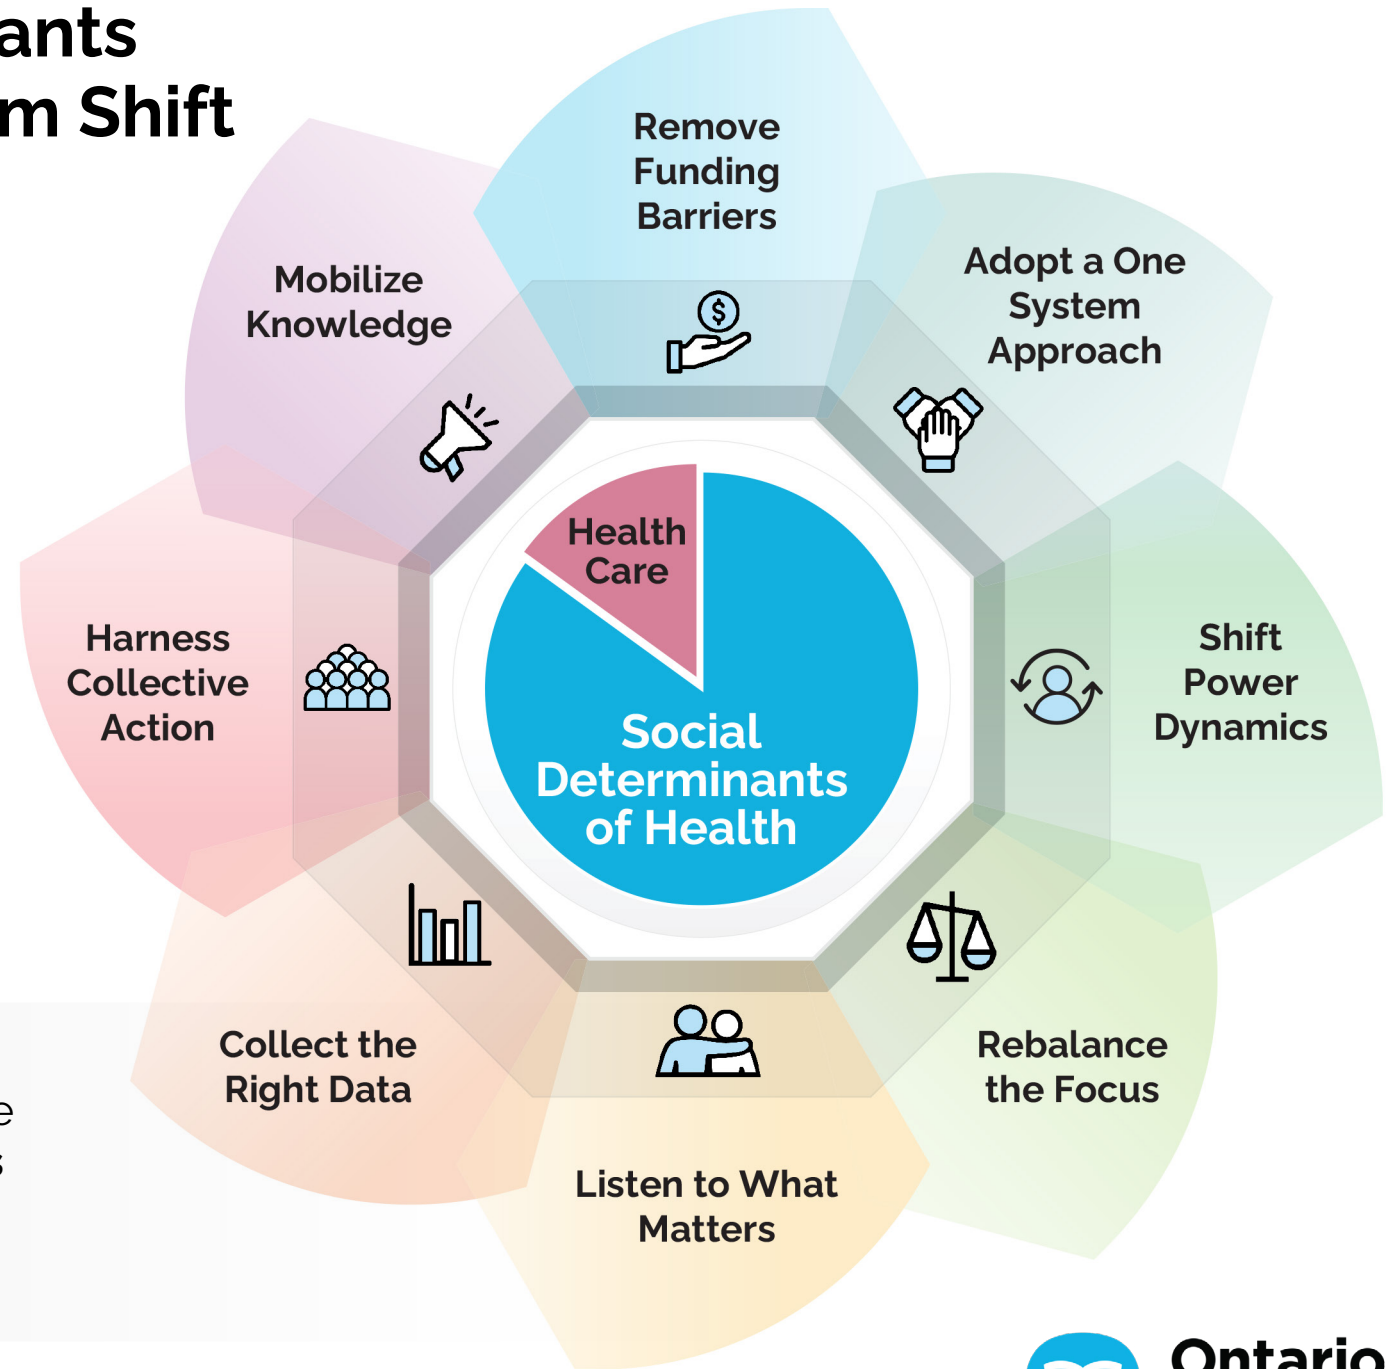 ants
m Shift
Remove
Funding
Barriers
Adopt a One
System
Approach
Mobilize
Knowledge
$
Health
Care
Shift
Power
Dynamics
Harness
Collective
Action
Social
Determinants
of Health
Rebalance
the Focus
Collect the
Right Data
e
s
Listen to What
Matters
Ontario